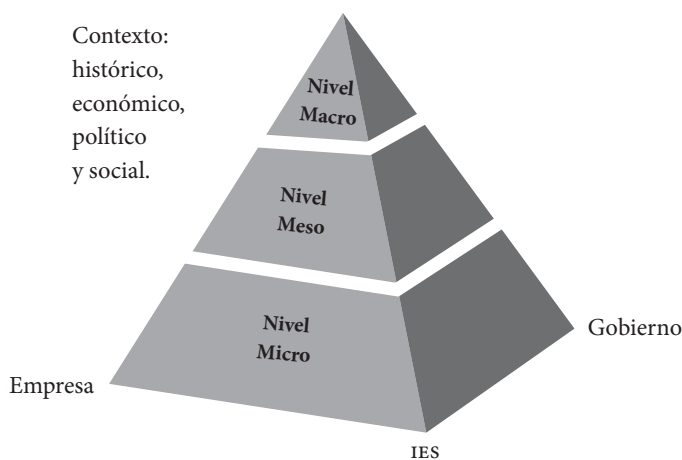 Contexto:
histórico,
económico,
político
y social.
Nivel
Macro
Nivel
Meso
Nivel
Micro
Gobierno
Empresa
IES